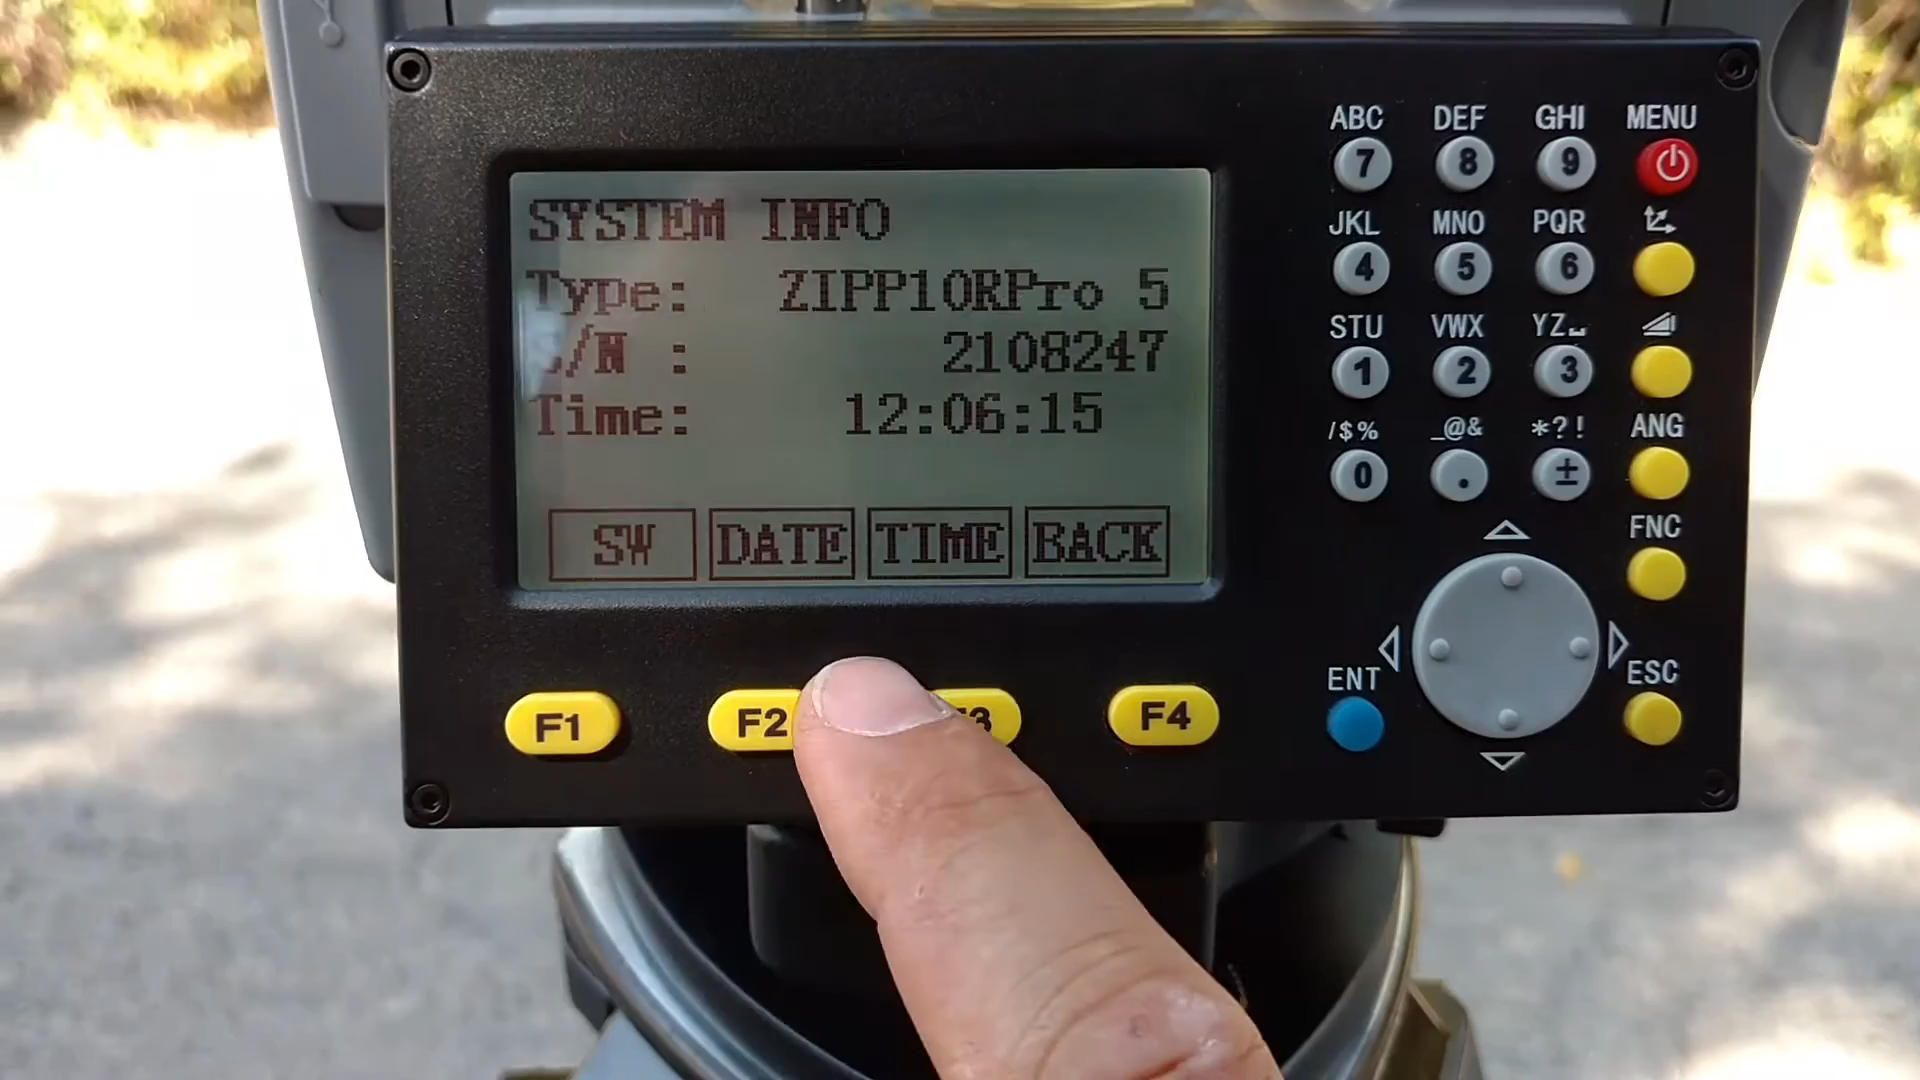 SYSTEM INFO
Type: ZIPP10RPro 5
/N : 2108247
Time: 12:06:15
SW DATE TIME BACK
F1 F2 3 F4
ABC DEF GHI MENU
7 8 9
JKL MNO PQR
4 5 6
STU VWX YZ␣
1 2 3
/$% _@& *?! ANG
0 . ±
FNC
ENT ESC